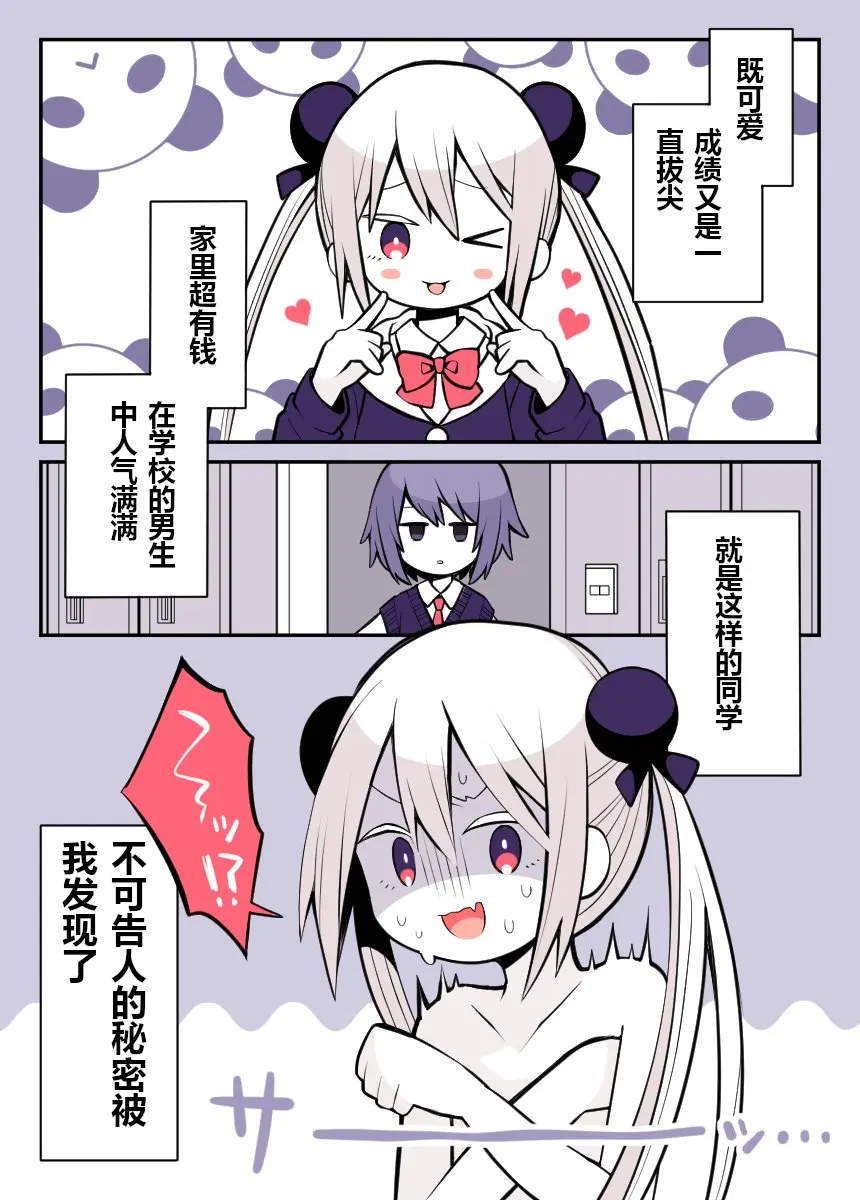 既可爱
成绩又是一
直拔尖
家里超有钱
在学校的男生
中人气满满
就是这样的同学
〜〜ッ!?
不可告人的秘密被
我发现了
サーッ…